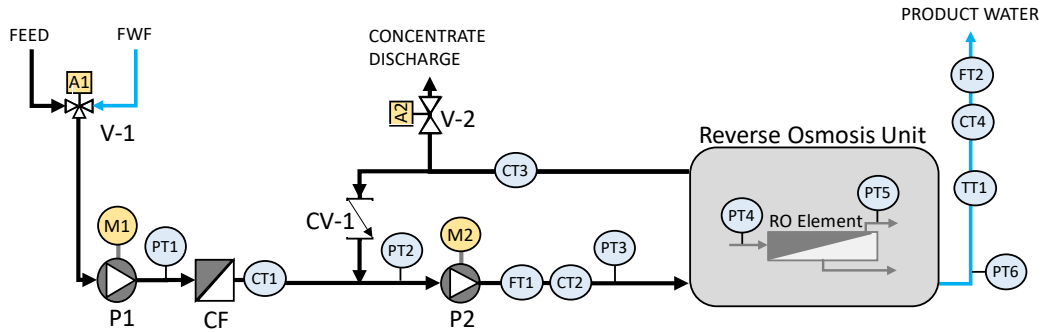 PRODUCT WATER
FEED
FWF
CONCENTRATE
DISCHARGE
FT2
A1
A2
V-2
CT4
V-1
Reverse Osmosis Unit
CT3
PT5
TT1
PT4
RO Element
CV-1
M1
M2
PT1
PT2
PT3
PT6
CT1
FT1
CT2
P1
CF
P2